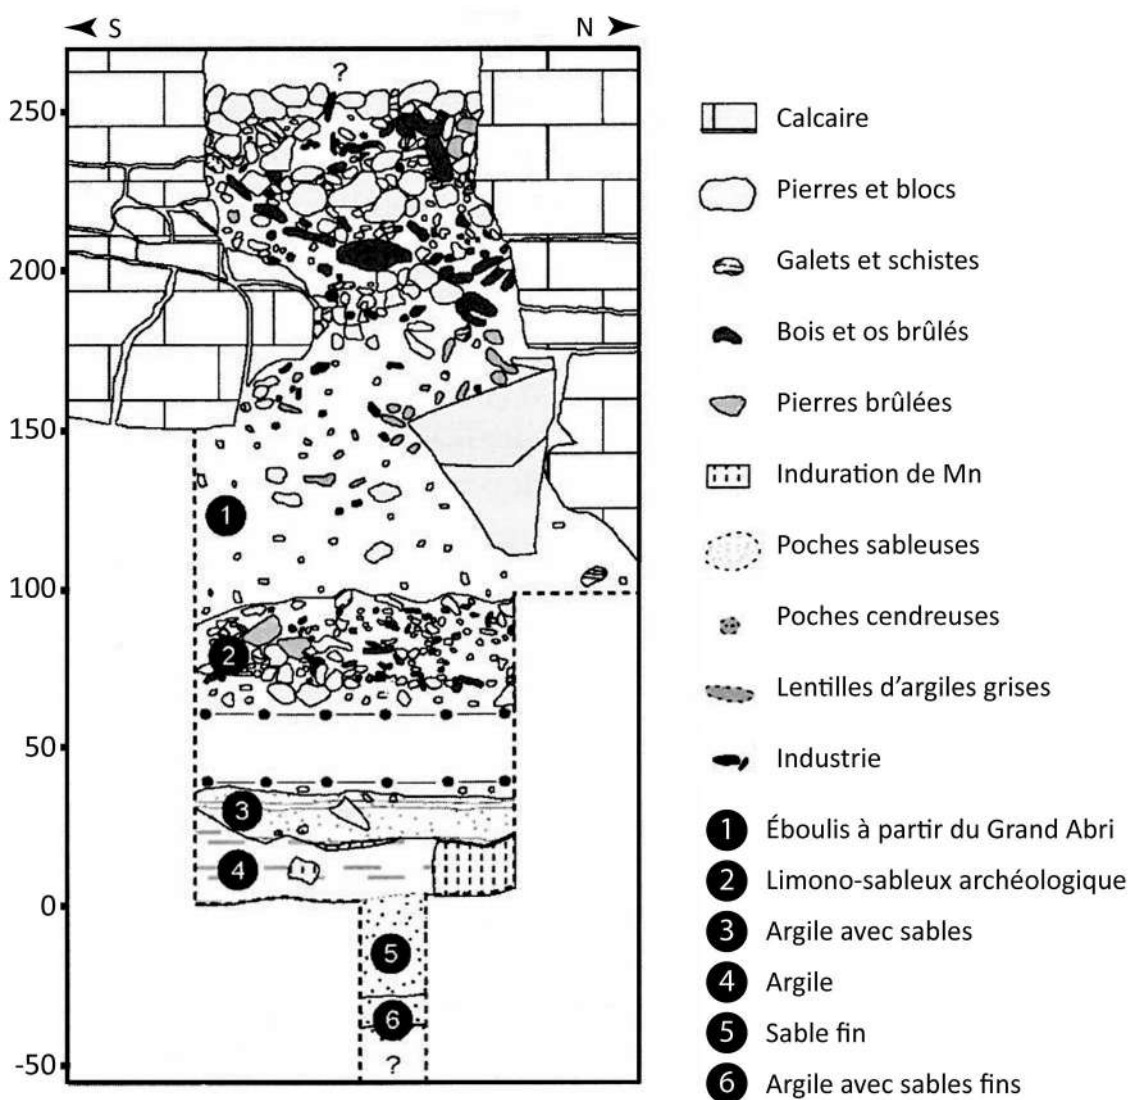 S N
?
250
200
150
100
50
0
-50
1
2
3
4
5
6
?
Calcaire
Pierres et blocs
Galets et schistes
Bois et os brûlés
Pierres brûlées
Induration de Mn
Poches sableuses
Poches cendreuses
Lentilles d'argiles grises
Industrie
1 Éboulis à partir du Grand Abri
2 Limono-sableux archéologique
3 Argile avec sables
4 Argile
5 Sable fin
6 Argile avec sables fins